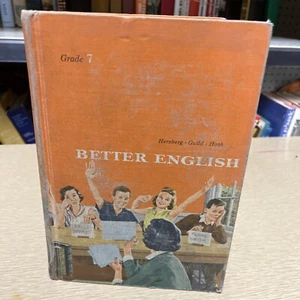 Grade 7
Herzberg · Guild · Hook
BETTER ENGLISH